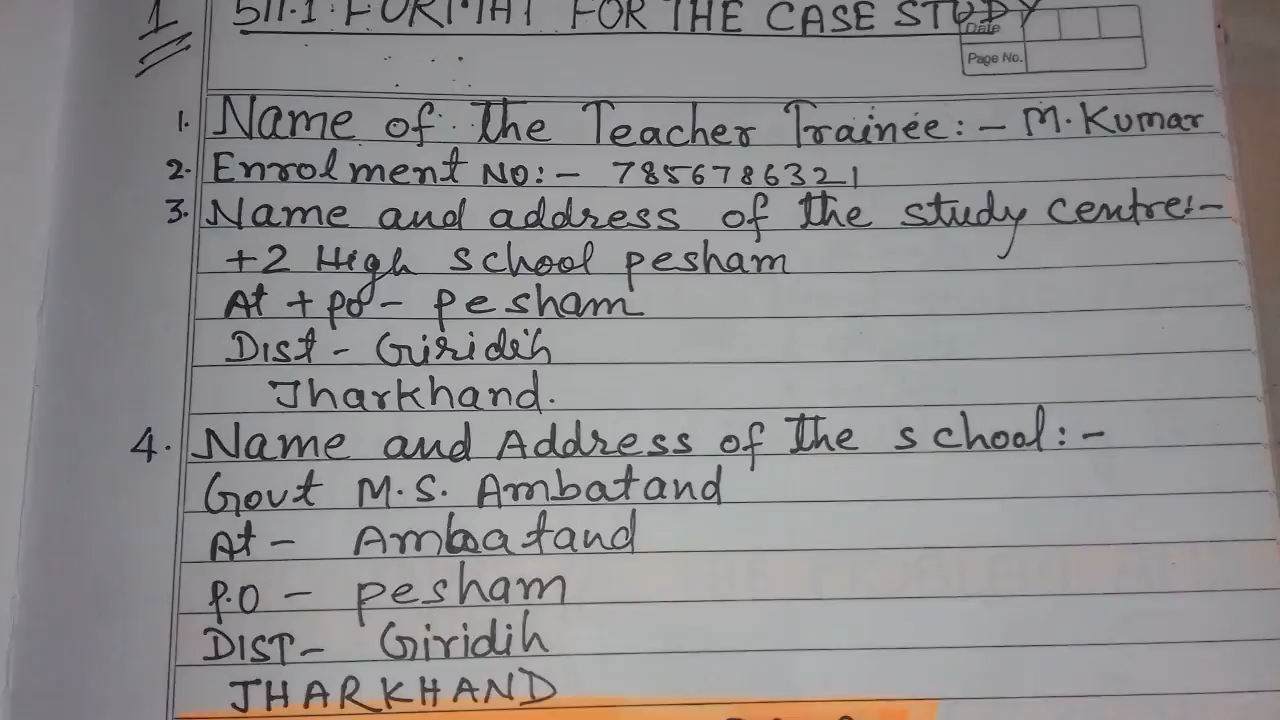 1 511.1: FORMAT FOR THE CASE STUDY
Date
Page No.
1. Name of the Teacher Trainee:- M.Kumar
2. Enrolment NO:- 7856786321
3. Name and address of the study centre:-
+2 High school pesham
At + po - pesham
Dist - Giridih
Jharkhand.
4. Name and Address of the school:-
Govt M.S. Ambatand
At - Ambatand
P.O - pesham
DIST- Giridih
JHARKHAND